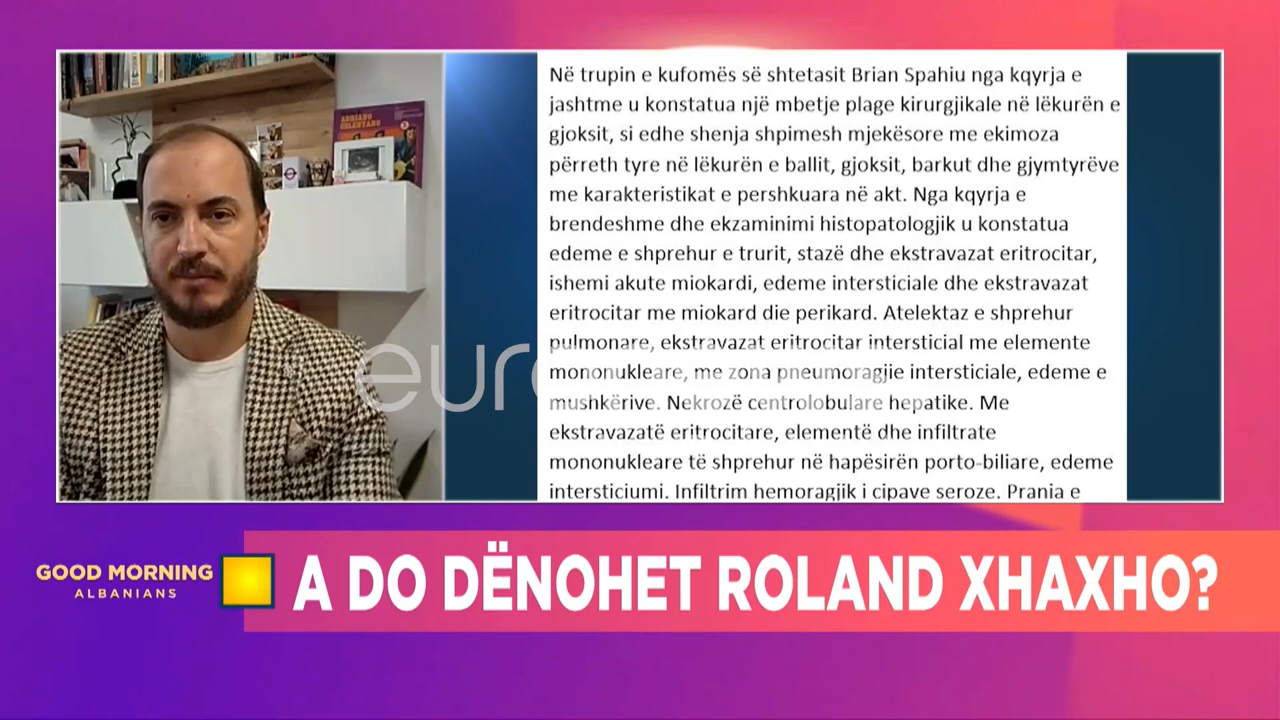 ADRIANO
CELENTANO
Në trupin e kufomës së shtetasit Brian Spahiu nga kqyrja e
jashtme u konstatua një mbetje plage kirurgjikale në lëkurën e
gjoksit, si edhe shenja shpimesh mjekësore me ekimoza
përreth tyre në lëkurën e ballit, gjoksit, barkut dhe gjymtyrëve
me karakteristikat e pershkuara në akt. Nga kqyrja e
brendeshme dhe ekzaminimi histopatologjik u konstatua
edeme e shprehur e trurit, stazë dhe ekstravazat eritrocitar,
ishemi akute miokardi, edeme intersticiale dhe ekstravazat
eritrocitar me miokard die perikard. Atelektaz e shprehur
pulmonare, ekstravazat eritrocitar intersticial me elemente
mononukleare, me zona pneumoragjie intersticiale, edeme e
mushkërive. Nekrozë centrolobulare hepatike. Me
ekstravazatë eritrocitare, elementë dhe infiltrate
mononukleare të shprehur në hapësirën porto-biliare, edeme
intersticiumi. Infiltrim hemoragjik i cipave seroze. Prania e
eur
GOOD MORNING
ALBANIANS
A DO DËNOHET ROLAND XHAXHO?